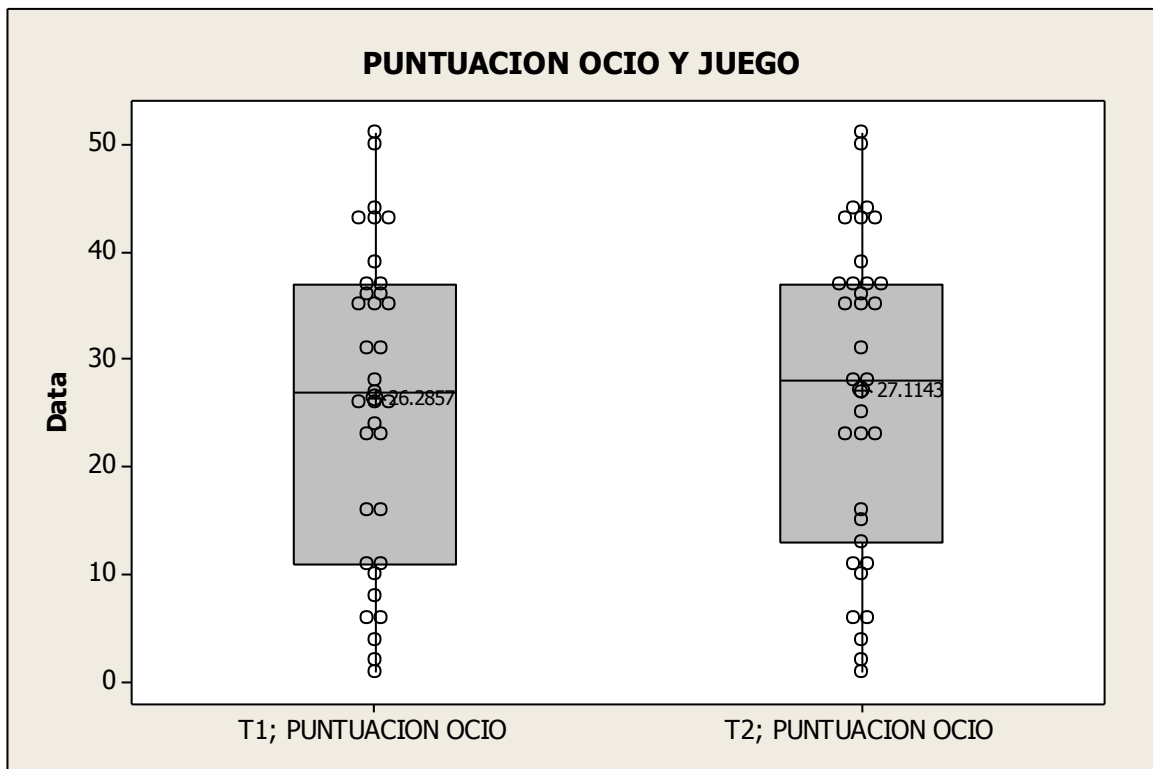 PUNTUACION OCIO Y JUEGO
Data
50
40
30
20
10
0
26.2857
27.1143
T1; PUNTUACION OCIO
T2; PUNTUACION OCIO